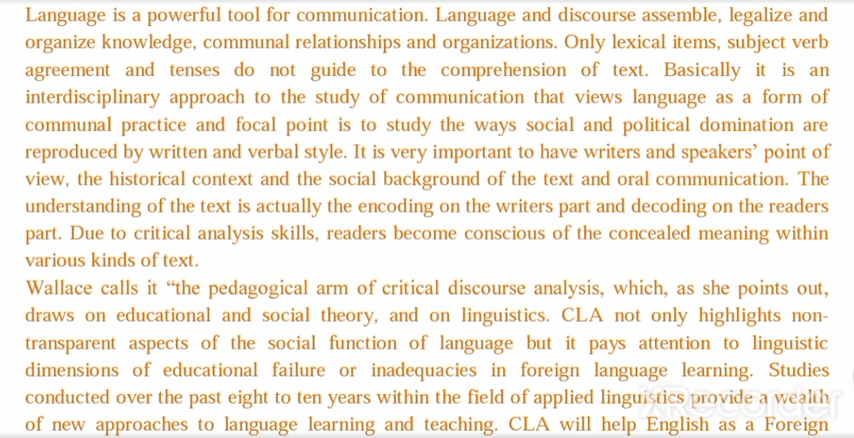 Language is a powerful tool for communication. Language and discourse assemble, legalize and
organize knowledge, communal relationships and organizations. Only lexical items, subject verb
agreement and tenses do not guide to the comprehension of text. Basically it is an
interdisciplinary approach to the study of communication that views language as a form of
communal practice and focal point is to study the ways social and political domination are
reproduced by written and verbal style. It is very important to have writers and speakers’ point of
view, the historical context and the social background of the text and oral communication. The
understanding of the text is actually the encoding on the writers part and decoding on the readers
part. Due to critical analysis skills, readers become conscious of the concealed meaning within
various kinds of text.
Wallace calls it “the pedagogical arm of critical discourse analysis, which, as she points out,
draws on educational and social theory, and on linguistics. CLA not only highlights non-
transparent aspects of the social function of language but it pays attention to linguistic
dimensions of educational failure or inadequacies in foreign language learning. Studies
conducted over the past eight to ten years within the field of applied linguistics provide a wealth
of new approaches to language learning and teaching. CLA will help English as a Foreign
XRecorder